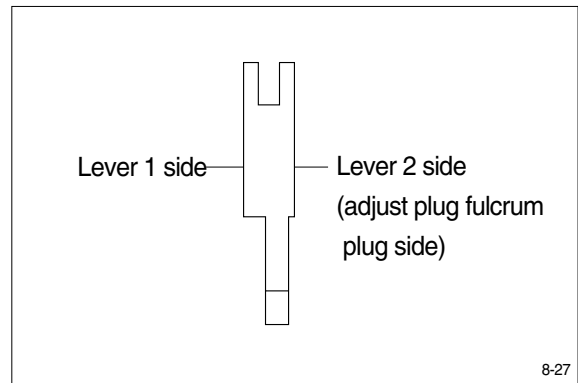 Lever 1 side
Lever 2 side
(adjust plug fulcrum
plug side)
8-27